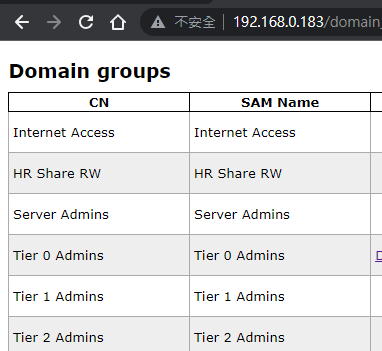 不安全 192.168.0.183/domain
Domain groups
CN SAM Name
Internet Access Internet Access
HR Share RW HR Share RW
Server Admins Server Admins
Tier 0 Admins Tier 0 Admins D
Tier 1 Admins Tier 1 Admins
Tier 2 Admins Tier 2 Admins